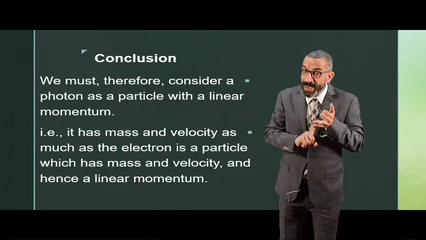 Conclusion
We must, therefore, consider a
photon as a particle with a linear
momentum.
i.e., it has mass and velocity as
much as the electron is a particle
which has mass and velocity, and
hence a linear momentum.